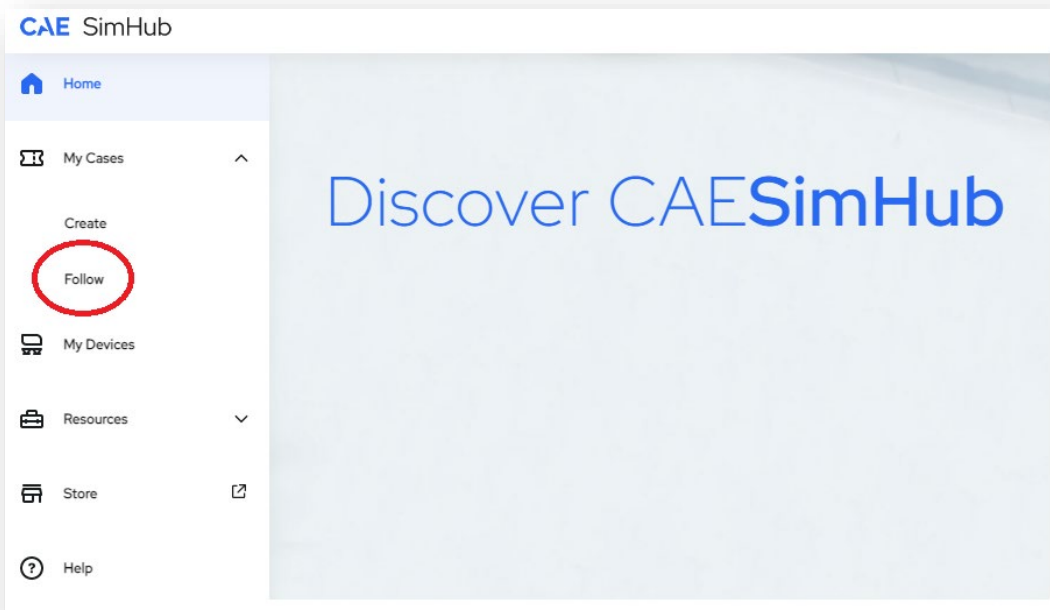 CAE SimHub
Home
My Cases
Create
Follow
My Devices
Resources
Store
Help
Discover CAESimHub